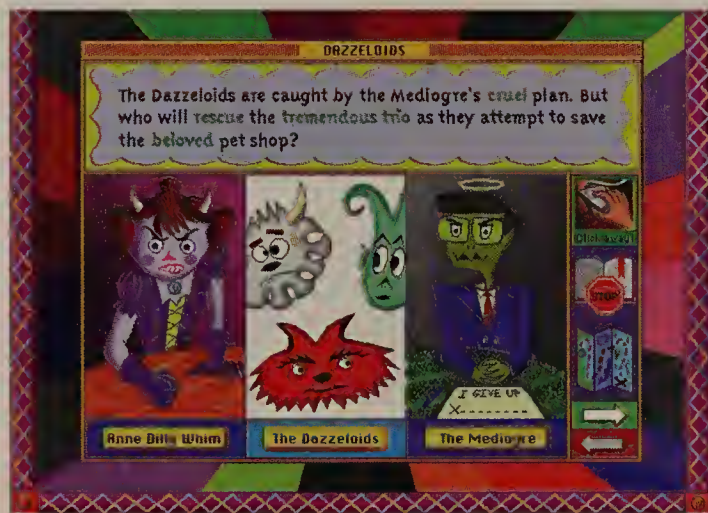 DAZZELOIDS
The Dazzeloids are caught by the Mediogre's cruel plan. But
who will rescue the tremendous trio as they attempt to save
the beloved pet shop?
STOP
I GIVE UP
X
Anne Dilly Whim
The Dazzeloids
The Mediogre